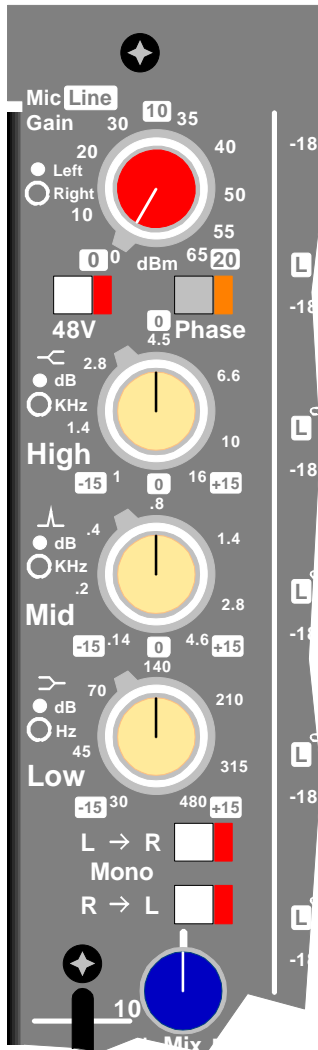 Mic Line
Gain
10
30
35
20
40
Left
Right
10
50
55
0
0
dBm
65
20
48V
Phase
0
4.5
2.8
6.6
dB
KHz
1.4
10
High
-15
1
0
16
+15
.8
.4
1.4
dB
KHz
.2
2.8
Mid
-15
.14
0
4.6
+15
140
70
210
dB
Hz
45
315
Low
-15
30
480
+15
L → R
Mono
R → L
10
Mix
-18
L
-18
L
-18
L
-18
L
-18
L
-18